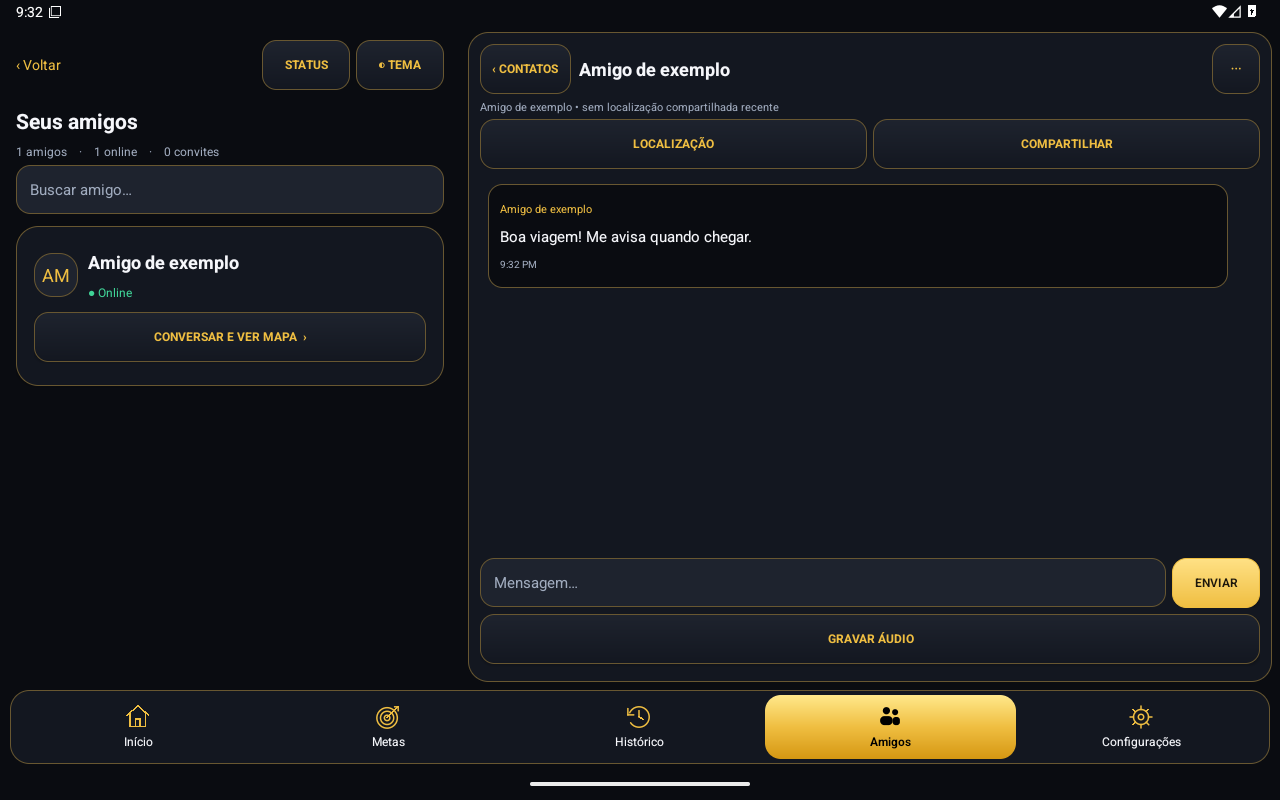 9:32
‹ Voltar
STATUS
TEMA
Seus amigos
1 amigos · 1 online · 0 convites
Buscar amigo…
AM
Amigo de exemplo
● Online
CONVERSAR E VER MAPA ›
‹ CONTATOS
Amigo de exemplo
...
Amigo de exemplo • sem localização compartilhada recente
LOCALIZAÇÃO
COMPARTILHAR
Amigo de exemplo
Boa viagem! Me avisa quando chegar.
9:32 PM
Mensagem…
ENVIAR
GRAVAR ÁUDIO
Início
Metas
Histórico
Amigos
Configurações